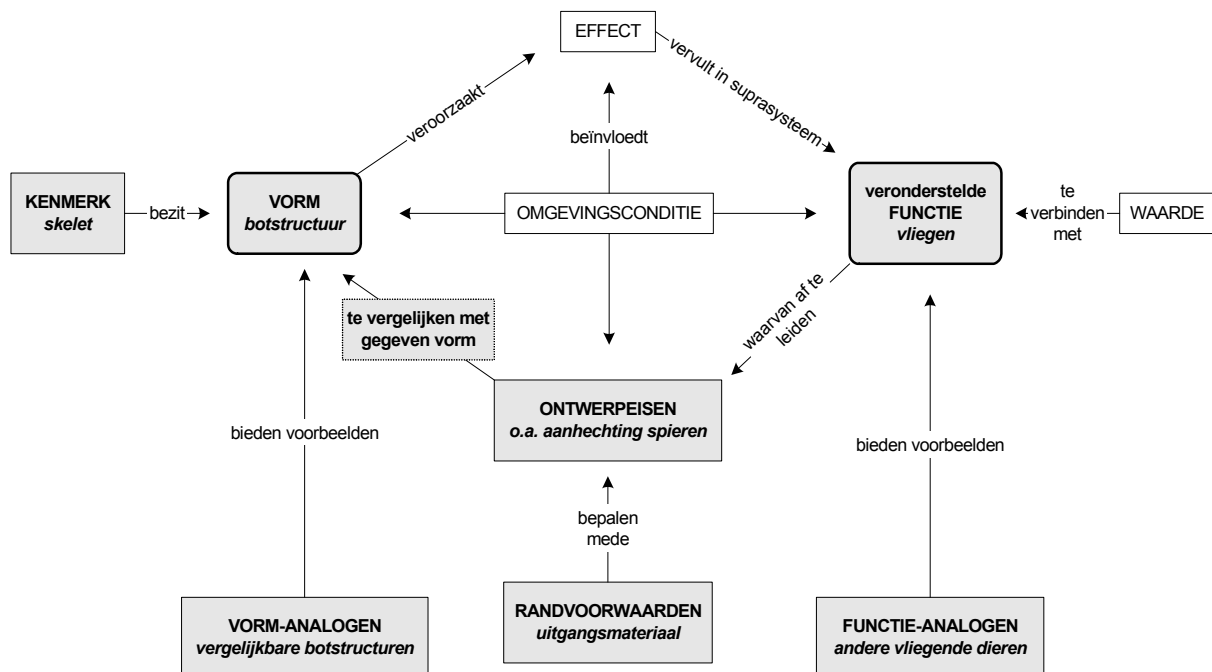 EFFECT
vervult in suprasysteem
veroorzaakt
beïnvloedt
KENMERK
skelet
bezit
VORM
botstructuur
OMGEVINGSCONDITIE
veronderstelde
FUNCTIE
vliegen
te
verbinden
met
WAARDE
te vergelijken met
gegeven vorm
waarvan af te
leiden
ONTWERPEISEN
o.a. aanhechting spieren
bieden voorbeelden
bieden voorbeelden
bepalen
mede
VORM-ANALOGEN
vergelijkbare botstructuren
RANDVOORWAARDEN
uitgangsmateriaal
FUNCTIE-ANALOGEN
andere vliegende dieren